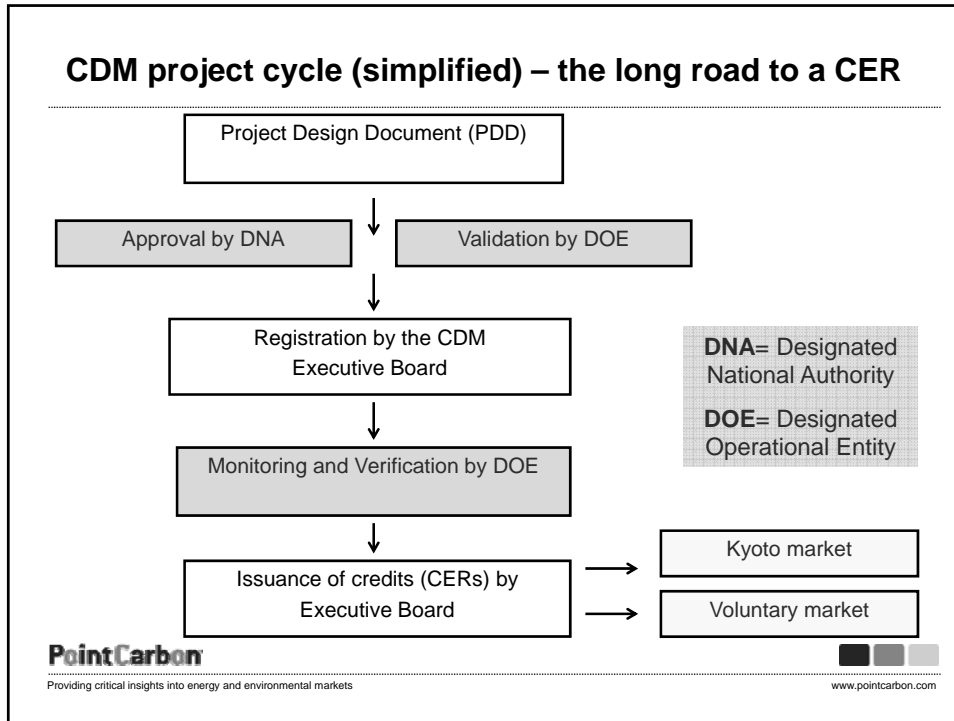 CDM project cycle (simplified) – the long road to a CER
Project Design Document (PDD)
Approval by DNA
Validation by DOE
Registration by the CDM
Executive Board
DNA= Designated
National Authority
DOE= Designated
Operational Entity
Monitoring and Verification by DOE
Issuance of credits (CERs) by
Executive Board
Kyoto market
Voluntary market
PointCarbon
Providing critical insights into energy and environmental markets
www.pointcarbon.com